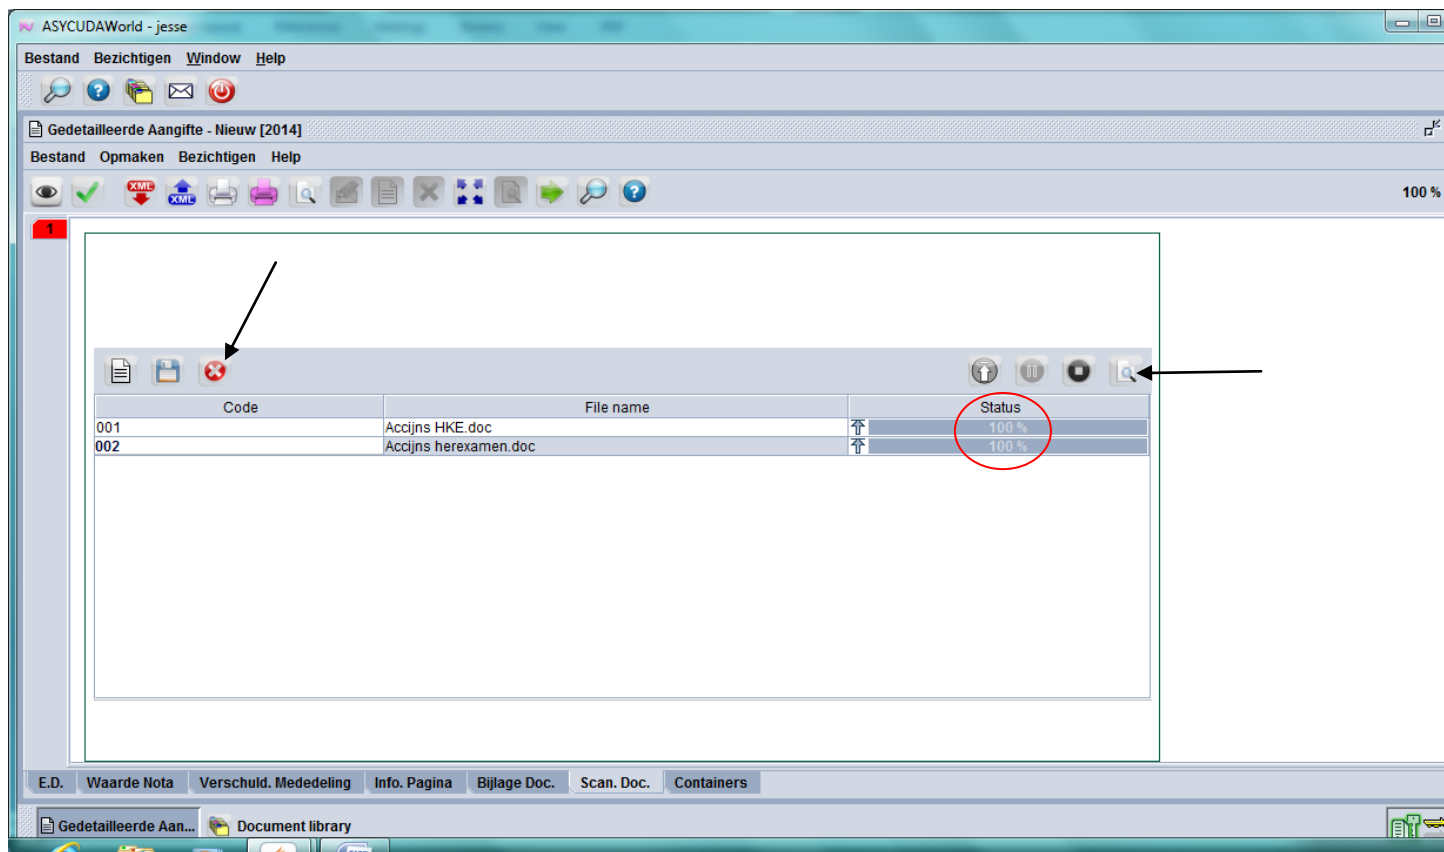 ASYCUDAWorld - jesse
Bestand Bezichtigen Window Help
Gedetailleerde Aangifte - Nieuw [2014]
Bestand Opmaken Bezichtigen Help
XML XML 100 %
1
Code File name Status
001 Accijns HKE.doc 100 %
002 Accijns herexamen.doc 100 %
E.D. Waarde Nota Verschuld. Mededeling Info. Pagina Bijlage Doc. Scan. Doc. Containers
Gedetailleerde Aan... Document library